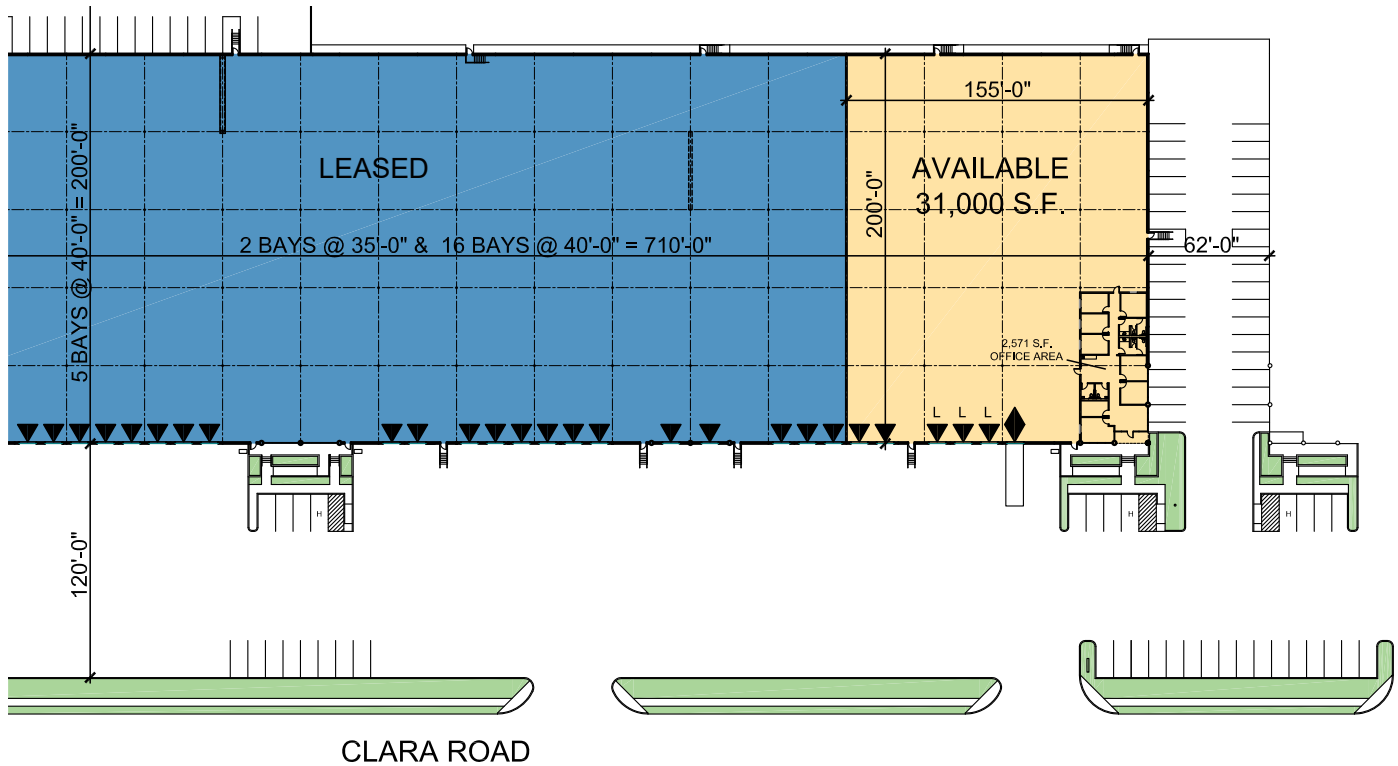 155'-0"
LEASED
AVAILABLE
31,000 S.F.
5 BAYS @ 40'-0" = 200'-0"
200'-0"
2 BAYS @ 35'-0" & 16 BAYS @ 40'-0" = 710'-0"
62'-0"
2,571 S.F.
OFFICE AREA
L L L
H
H
H
120'-0"
CLARA ROAD